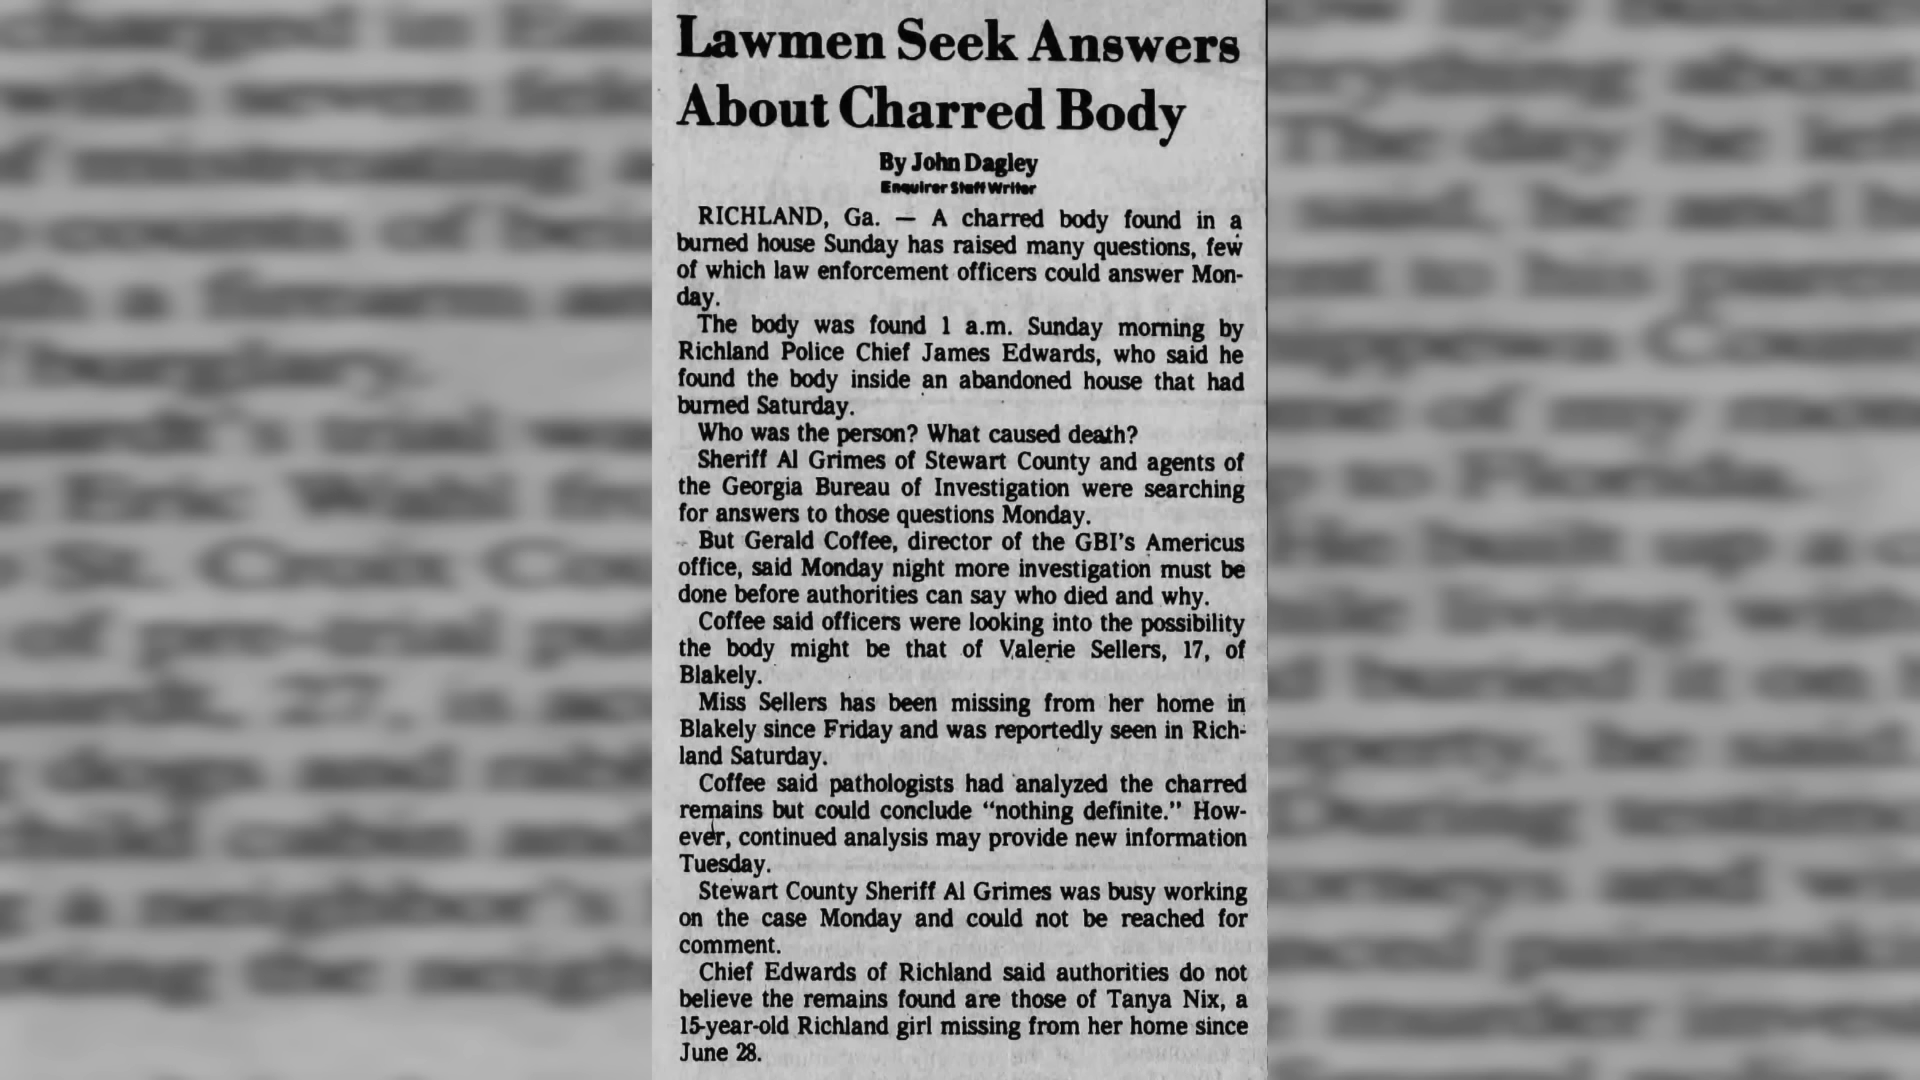 Lawmen Seek Answers
About Charred Body
By John Dagley
Enquirer Staff Writer
RICHLAND, Ga. — A charred body found in a
burned house Sunday has raised many questions, few
of which law enforcement officers could answer Mon-
day.
The body was found 1 a.m. Sunday morning by
Richland Police Chief James Edwards, who said he
found the body inside an abandoned house that had
burned Saturday.
Who was the person? What caused death?
Sheriff Al Grimes of Stewart County and agents of
the Georgia Bureau of Investigation were searching
for answers to those questions Monday.
But Gerald Coffee, director of the GBI's Americus
office, said Monday night more investigation must be
done before authorities can say who died and why.
Coffee said officers were looking into the possibility
the body might be that of Valerie Sellers, 17, of
Blakely.
Miss Sellers has been missing from her home in
Blakely since Friday and was reportedly seen in Rich-
land Saturday.
Coffee said pathologists had analyzed the charred
remains but could conclude "nothing definite." How-
ever, continued analysis may provide new information
Tuesday.
Stewart County Sheriff Al Grimes was busy working
on the case Monday and could not be reached for
comment.
Chief Edwards of Richland said authorities do not
believe the remains found are those of Tanya Nix, a
15-year-old Richland girl missing from her home since
June 28.